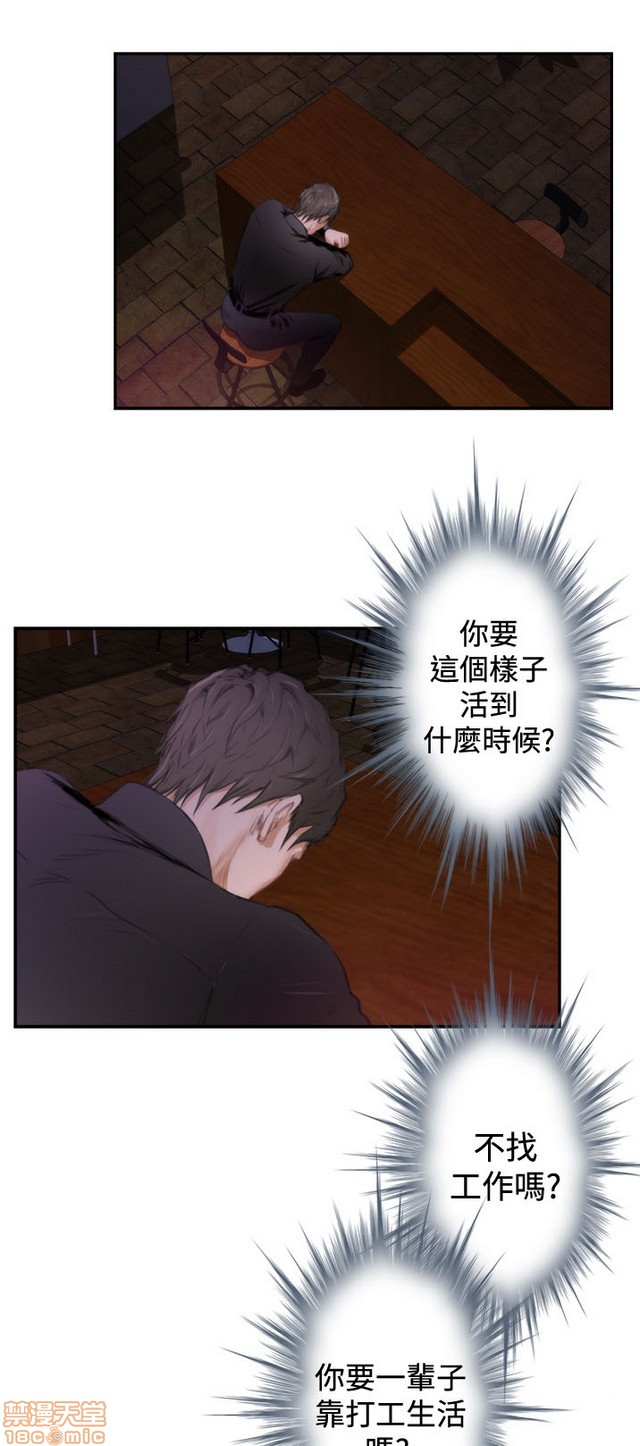 你要
這個樣子
活到
什麼時候?
不找
工作嗎?
你要一輩子
靠打工生活
嗎?
禁漫天堂
18comic